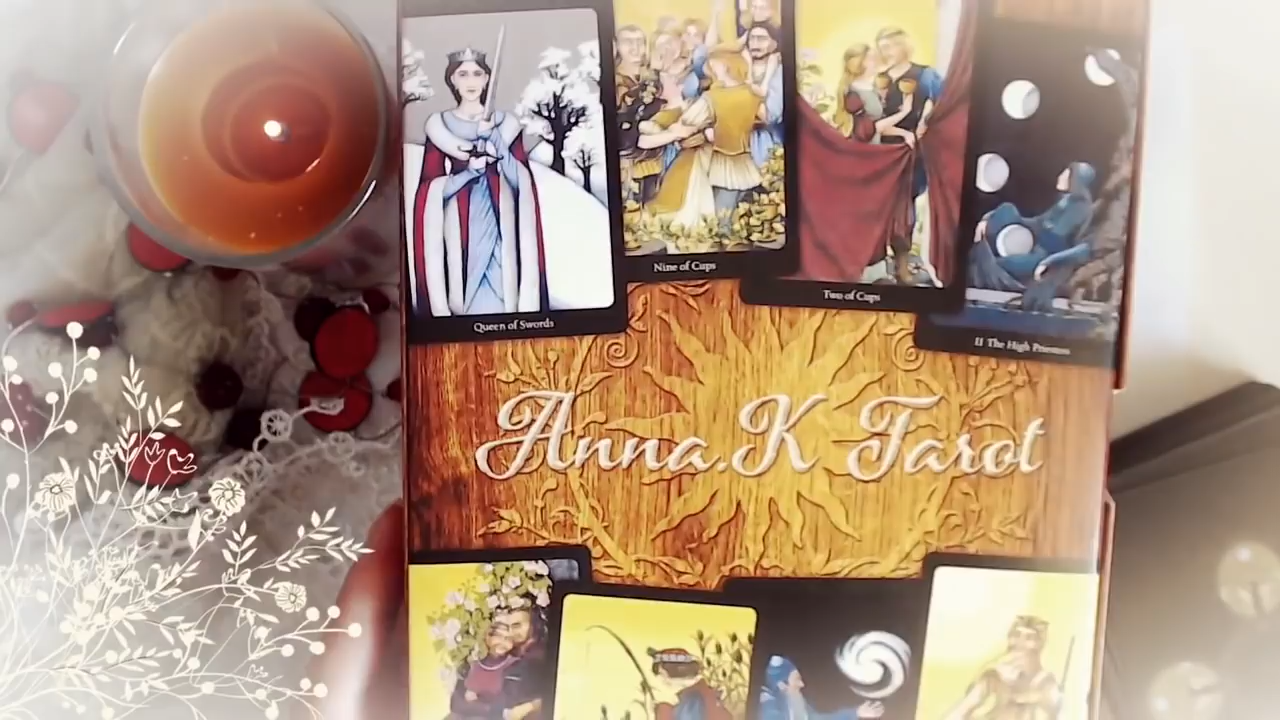 Nine of Cups
Two of Cups
Queen of Swords
II The High Priestess
Anna.K Tarot